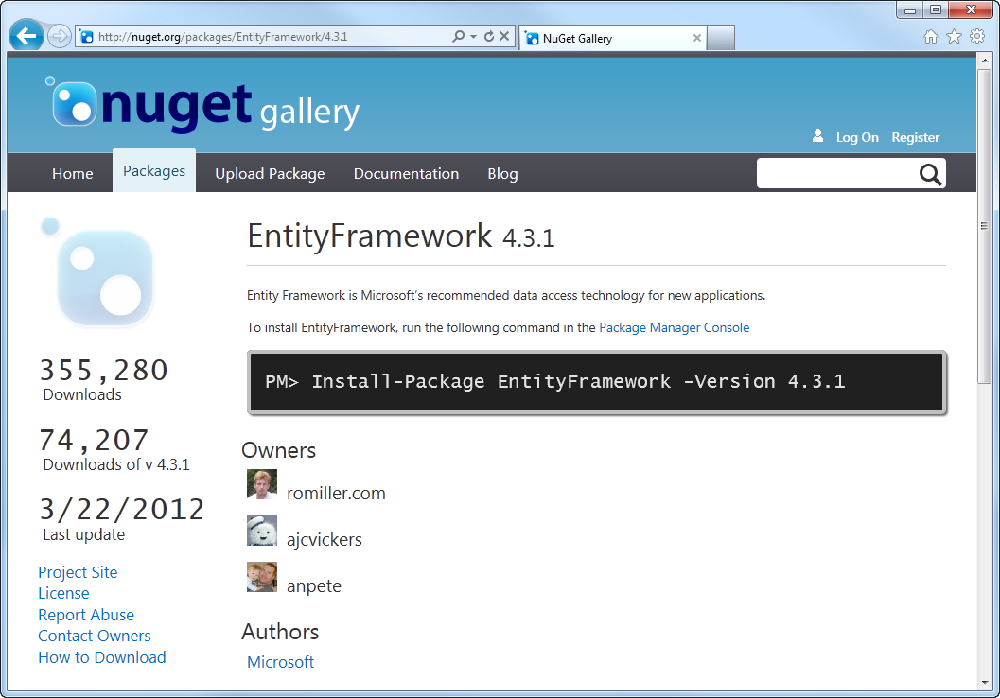 http://nuget.org/packages/EntityFramework/4.3.1
NuGet Gallery
nuget gallery
Log On Register
Home Packages Upload Package Documentation Blog
EntityFramework 4.3.1
Entity Framework is Microsoft's recommended data access technology for new applications.
To install EntityFramework, run the following command in the Package Manager Console
PM> Install-Package EntityFramework -Version 4.3.1
355,280
Downloads
74,207
Downloads of v 4.3.1
3/22/2012
Last update
Project Site
License
Report Abuse
Contact Owners
How to Download
Owners
romiller.com
ajcvickers
anpete
Authors
Microsoft